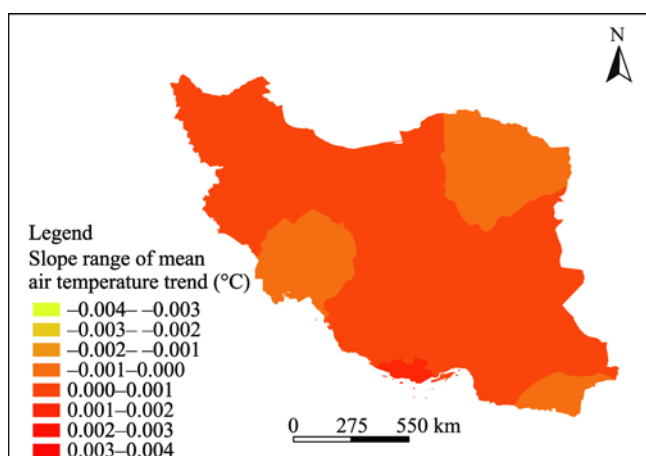 N
Legend
Slope range of mean
air temperature trend (°C)
–0.004– –0.003
–0.003– –0.002
–0.002– –0.001
–0.001–0.000
0.000–0.001
0.001–0.002
0.002–0.003
0.003–0.004
0 275 550 km